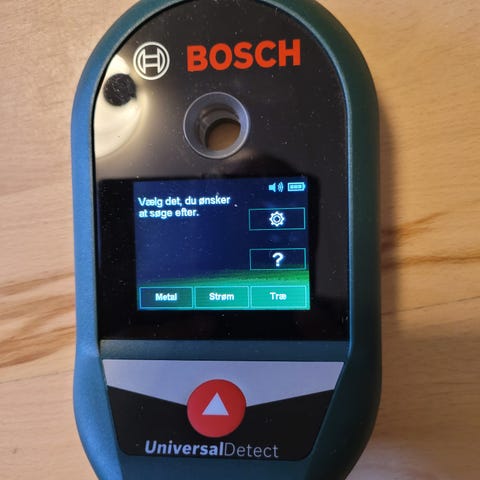 BOSCH
Vælg det, du ønsker
at søge efter.
?
Metal Strøm Træ
UniversalDetect